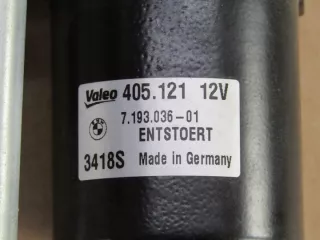 Valeo 405.121 12V
7.193.036-01
ENTSTOERT
3418S Made in Germany